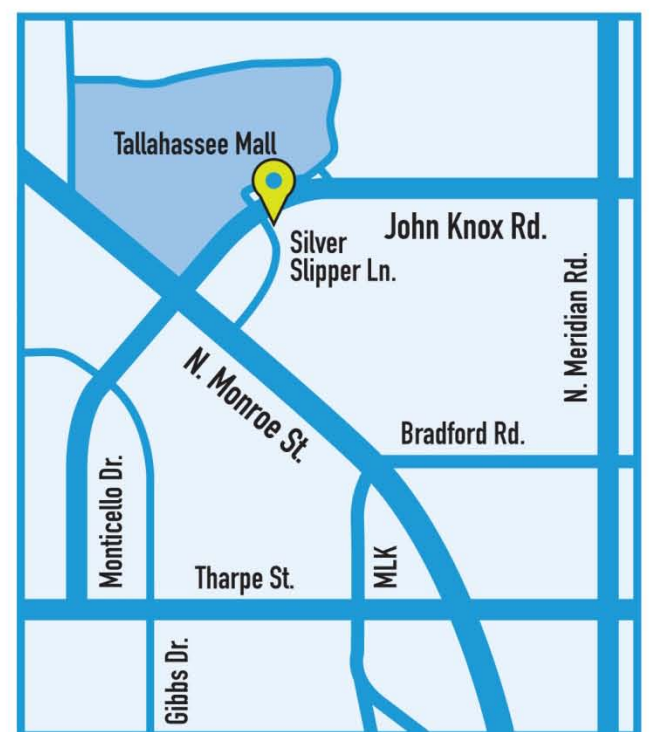 Tallahassee Mall
John Knox Rd.
Silver
Slipper Ln.
N. Meridian Rd.
N. Monroe St.
Bradford Rd.
Monticello Dr.
MLK
Tharpe St.
Gibbs Dr.